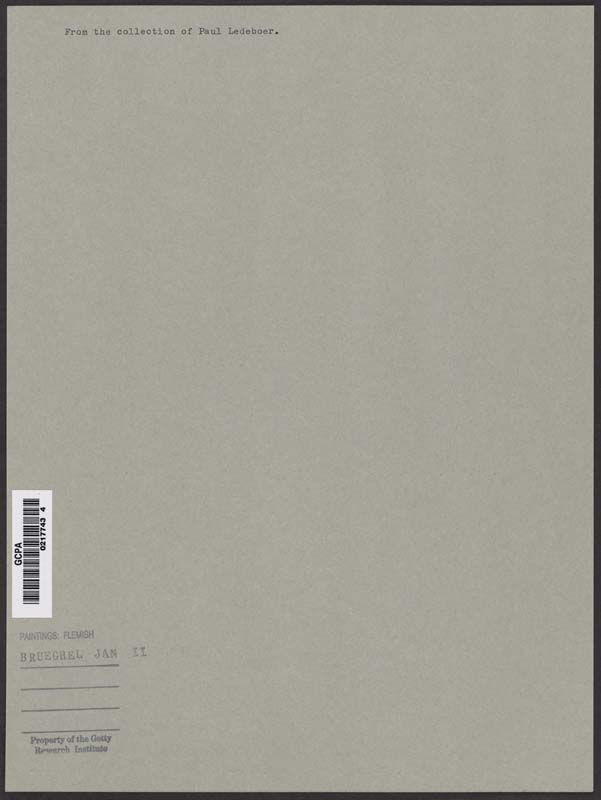 From the collection of Paul Ledeboer.
GCPA
0217743 4
PAINTINGS: FLEMISH
BRUEGHEL JAN II
Property of the Getty
Research Institute